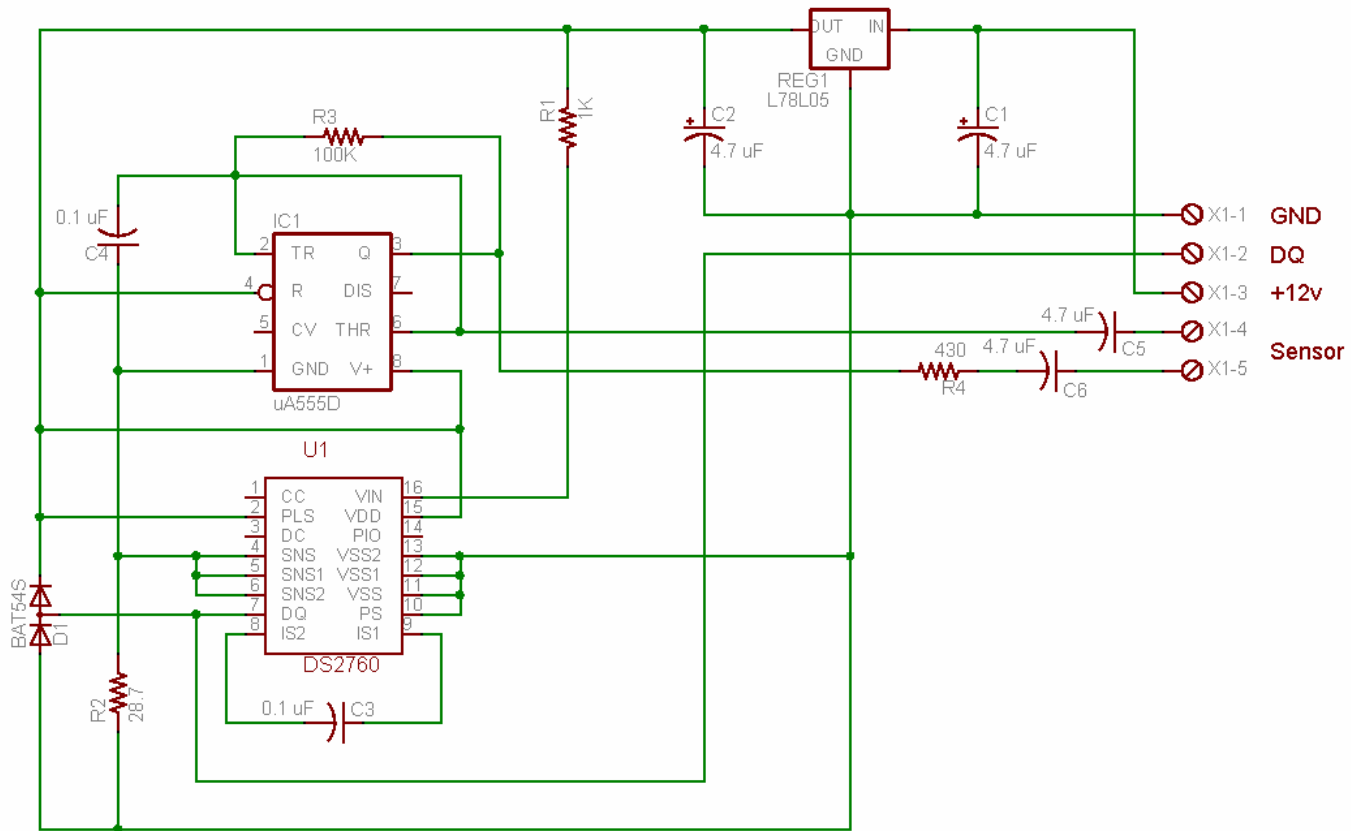 OUT IN
GND
REG1
L78L05
R3
100K
R1
1K
C2
4.7 uF
C1
4.7 uF
0.1 uF
C4
IC1
2 TR Q 3
4 R DIS 7
5 CV THR 6
1 GND V+ 8
uA555D
X1-1 GND
X1-2 DQ
X1-3 +12v
X1-4
X1-5
Sensor
4.7 uF
C5
430
R4
4.7 uF
C6
U1
1 CC VIN 16
2 PLS VDD 15
3 DC PIO 14
4 SNS VSS2 13
5 SNS1 VSS1 12
6 SNS2 VSS 11
7 DQ PS 10
8 IS2 IS1 9
DS2760
BAT54S
D1
R2
28.7
0.1 uF
C3